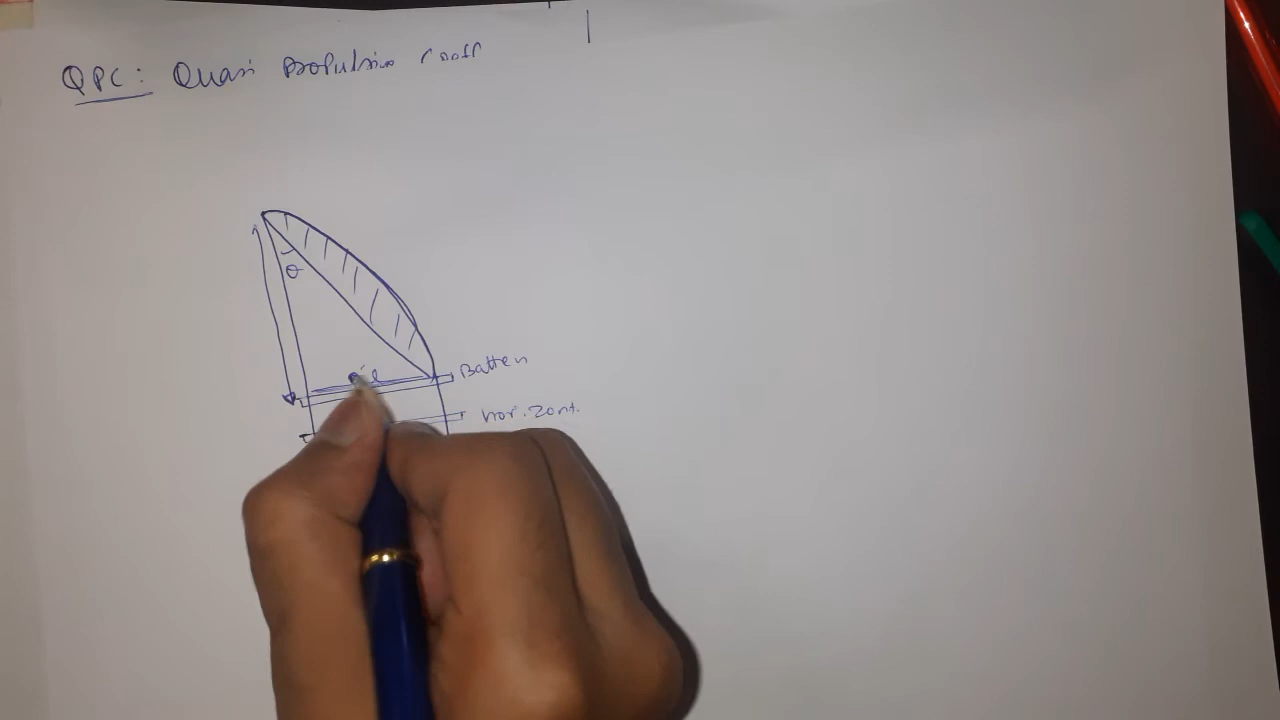 QPC: Quasi Propulsive coeff
θ
l
Batten
horizont.